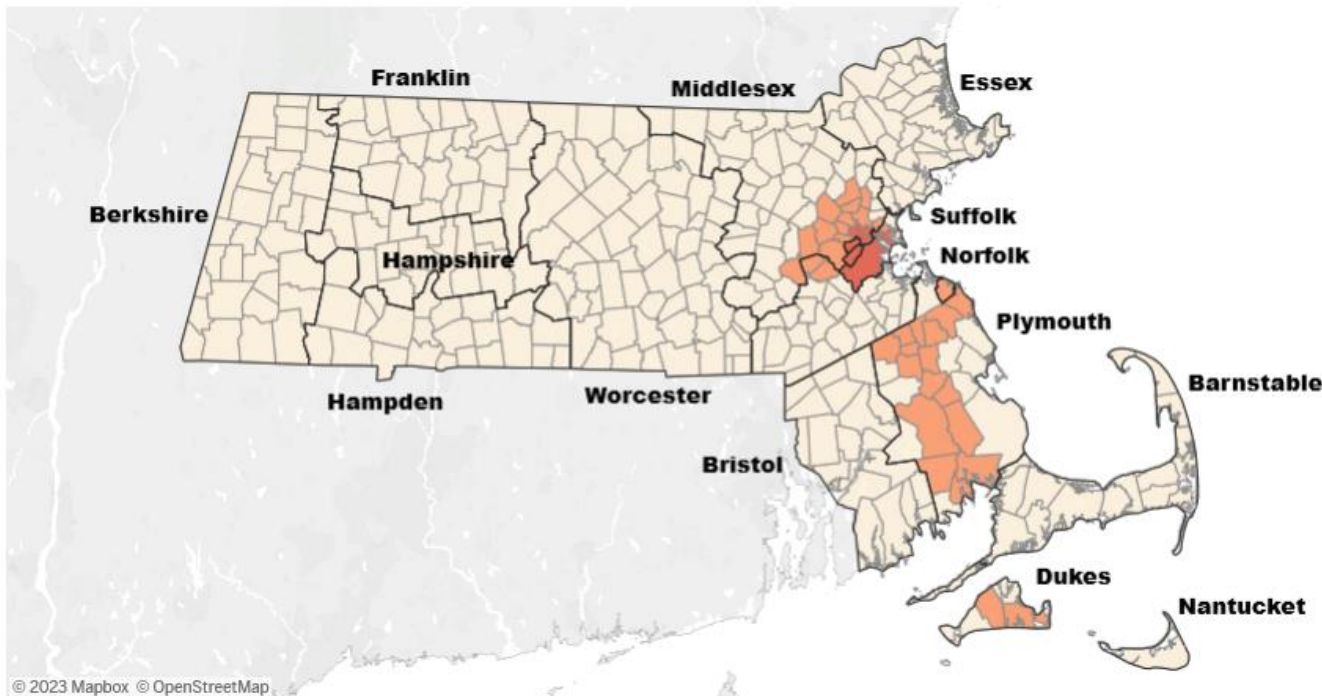 Franklin
Middlesex
Essex
Berkshire
Suffolk
Hampshire
Norfolk
Plymouth
Barnstable
Hampden
Worcester
Bristol
Dukes
Nantucket
© 2023 Mapbox © OpenStreetMap